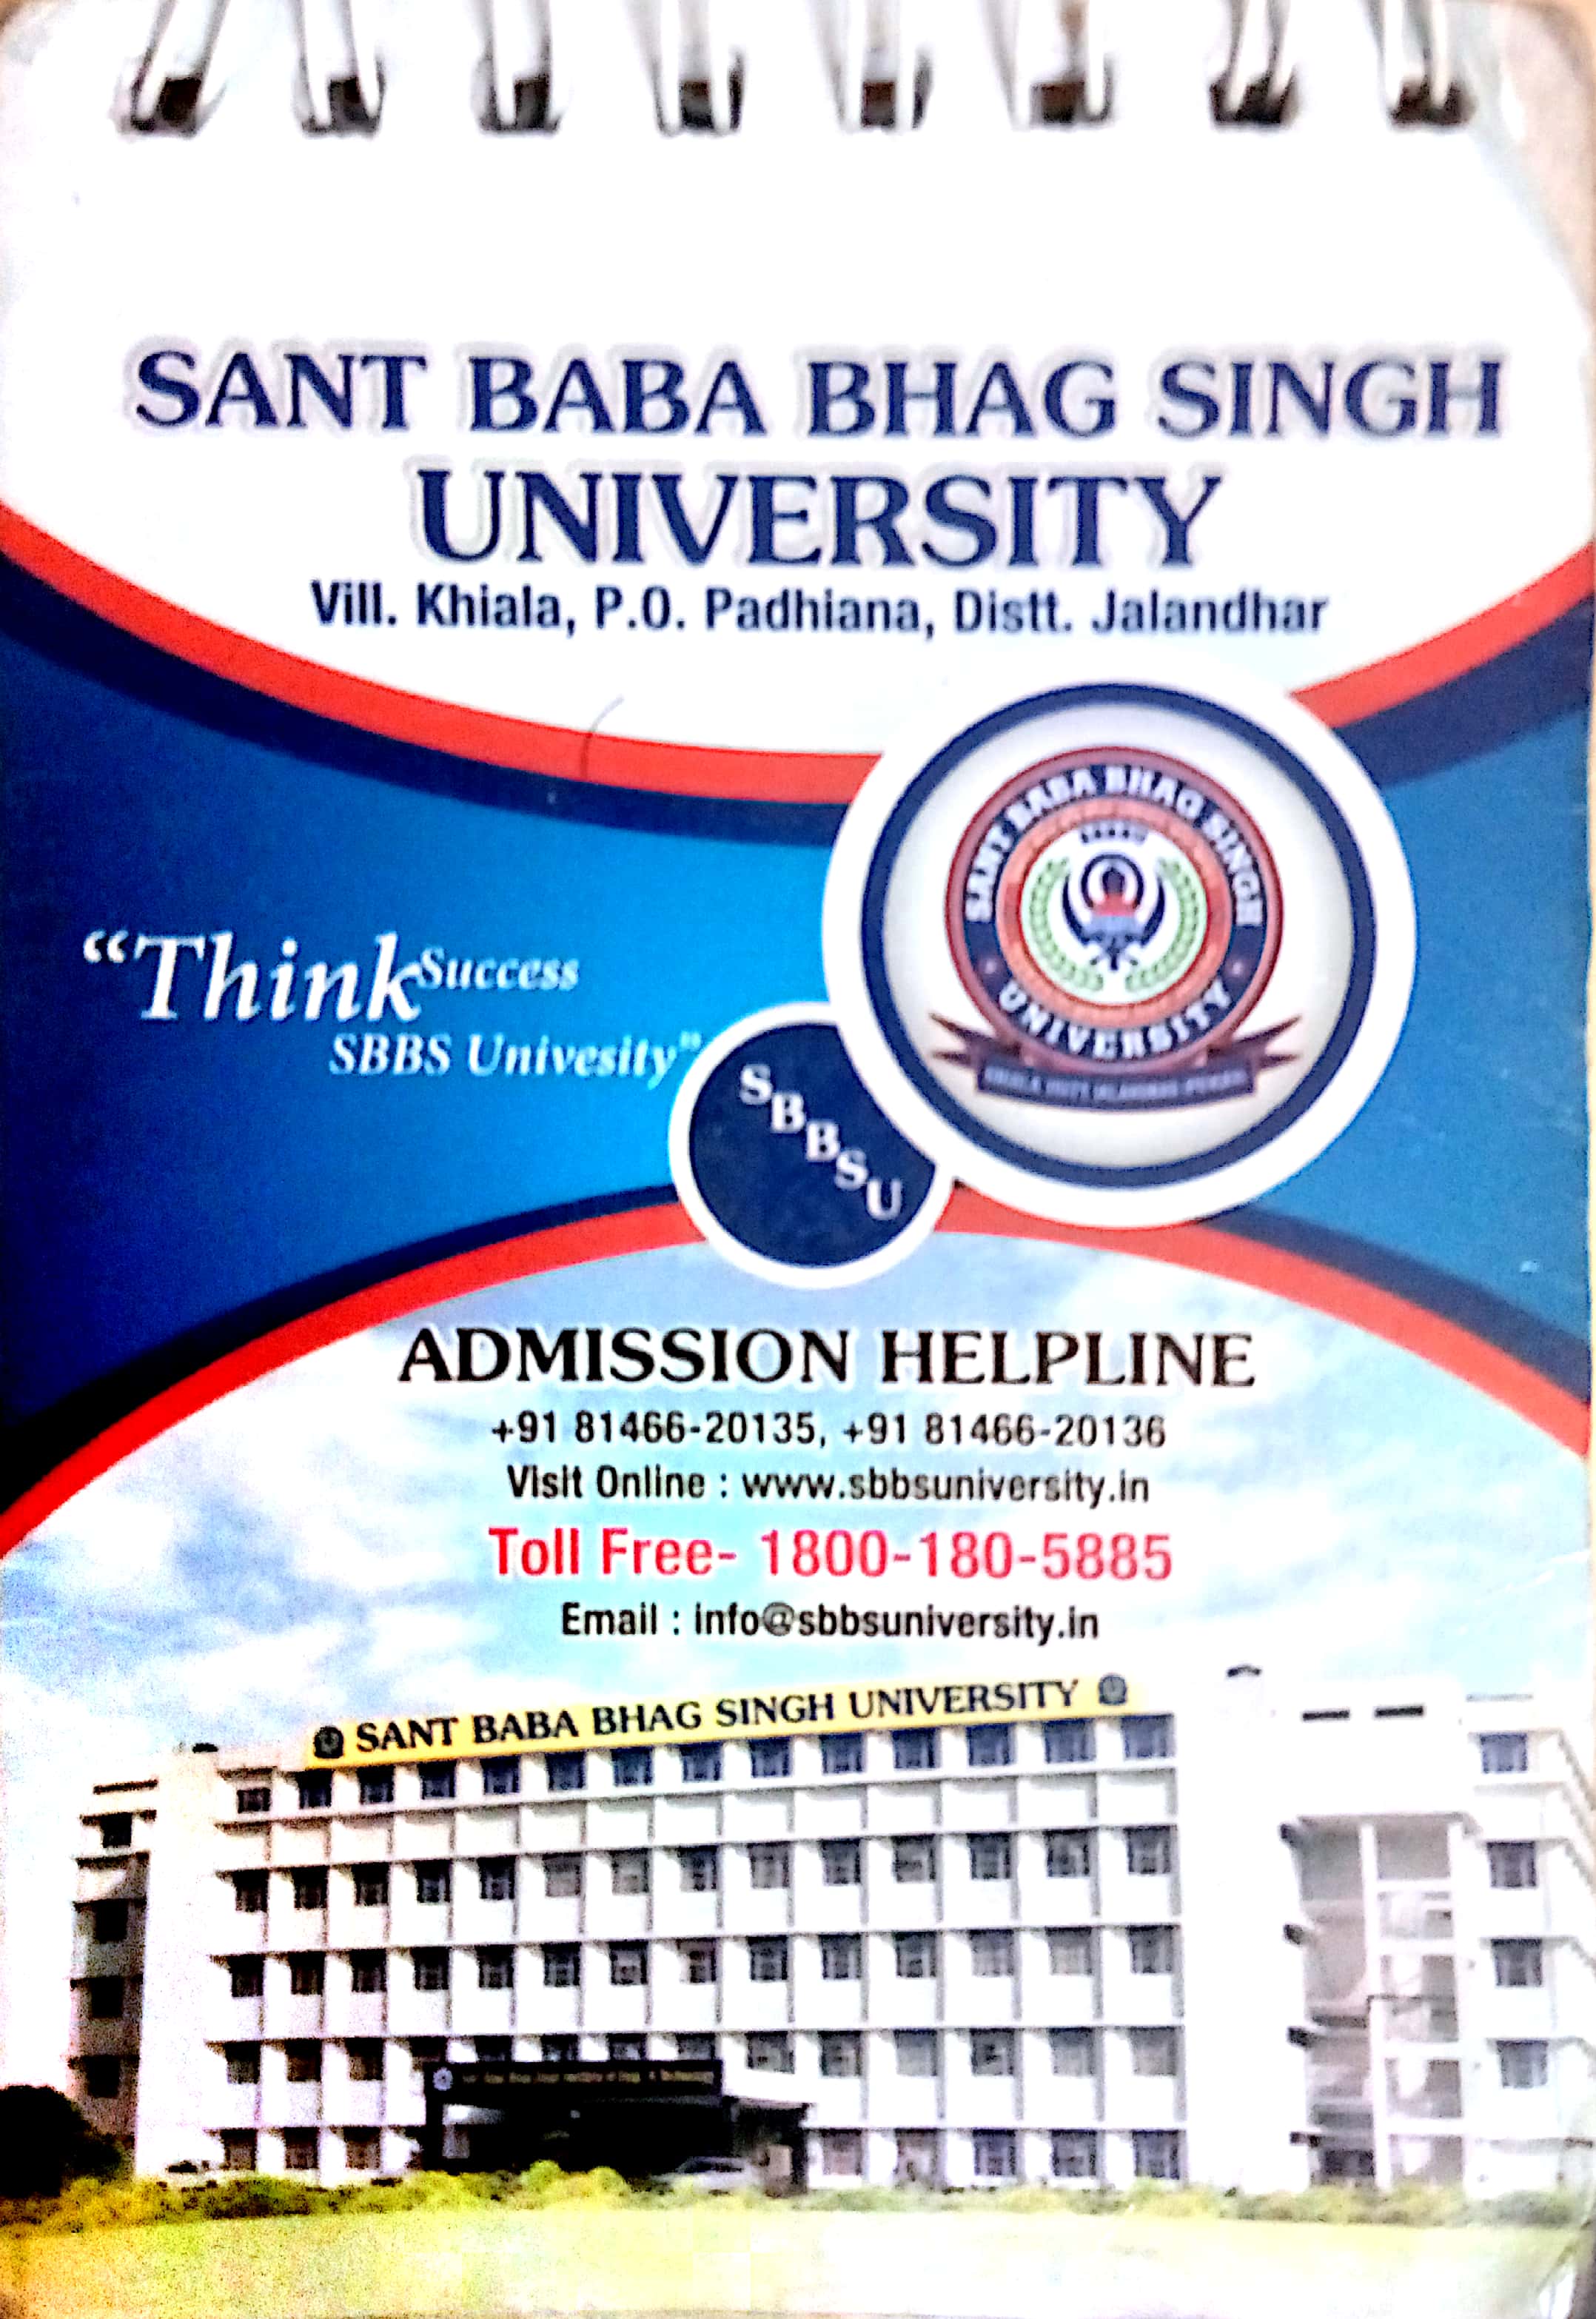 SANT BABA BHAG SINGH
UNIVERSITY
Vill. Khiala, P.O. Padhiana, Distt. Jalandhar
SANT BABA BHAG SINGH
UNIVERSITY
“Think Success
SBBS Univesity”
SBBSU
ADMISSION HELPLINE
+91 81466-20135, +91 81466-20136
Visit Online : www.sbbsuniversity.in
Toll Free- 1800-180-5885
Email : info@sbbsuniversity.in
SANT BABA BHAG SINGH UNIVERSITY